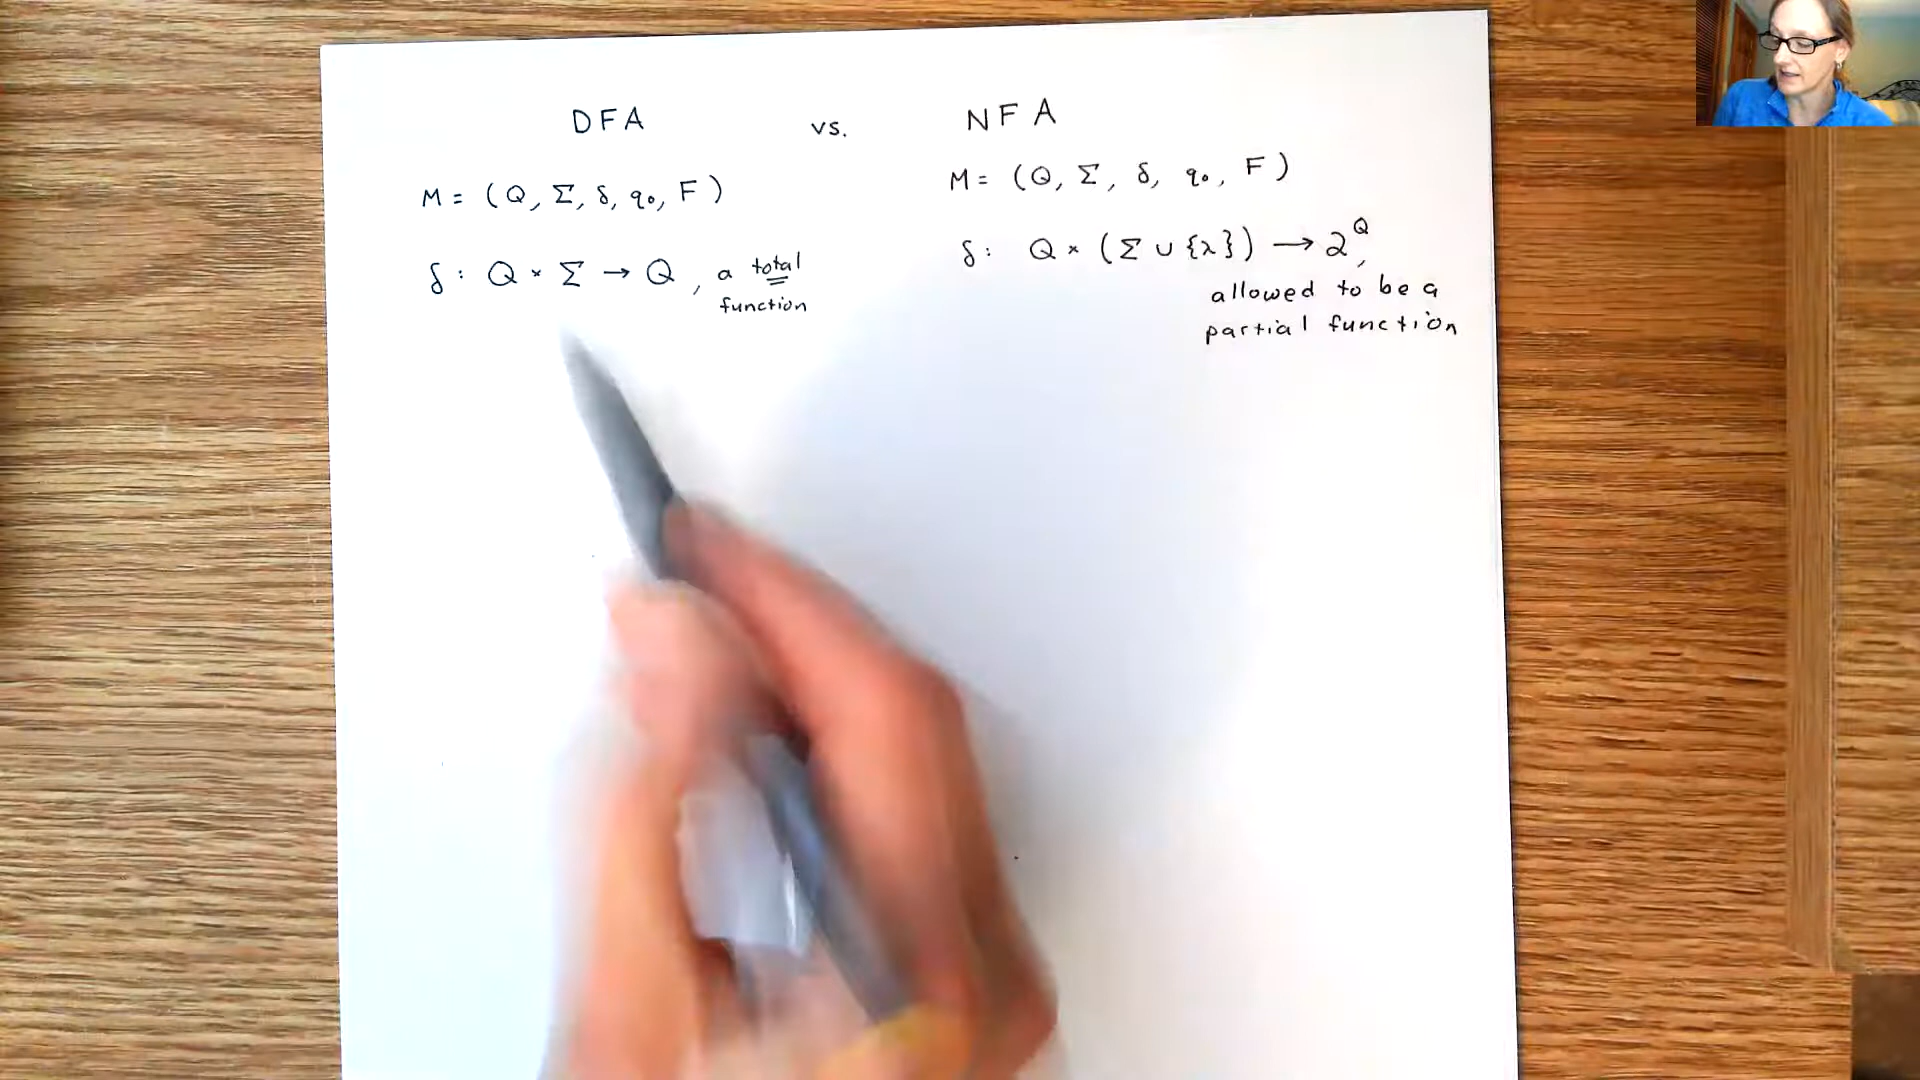 DFA vs. NFA
M = (Q, Σ, δ, q₀, F)
δ : Q × Σ → Q , a total
function
M = (Q, Σ, δ, q₀, F)
δ : Q × (Σ ∪ {λ}) → 2^Q,
allowed to be a
partial function